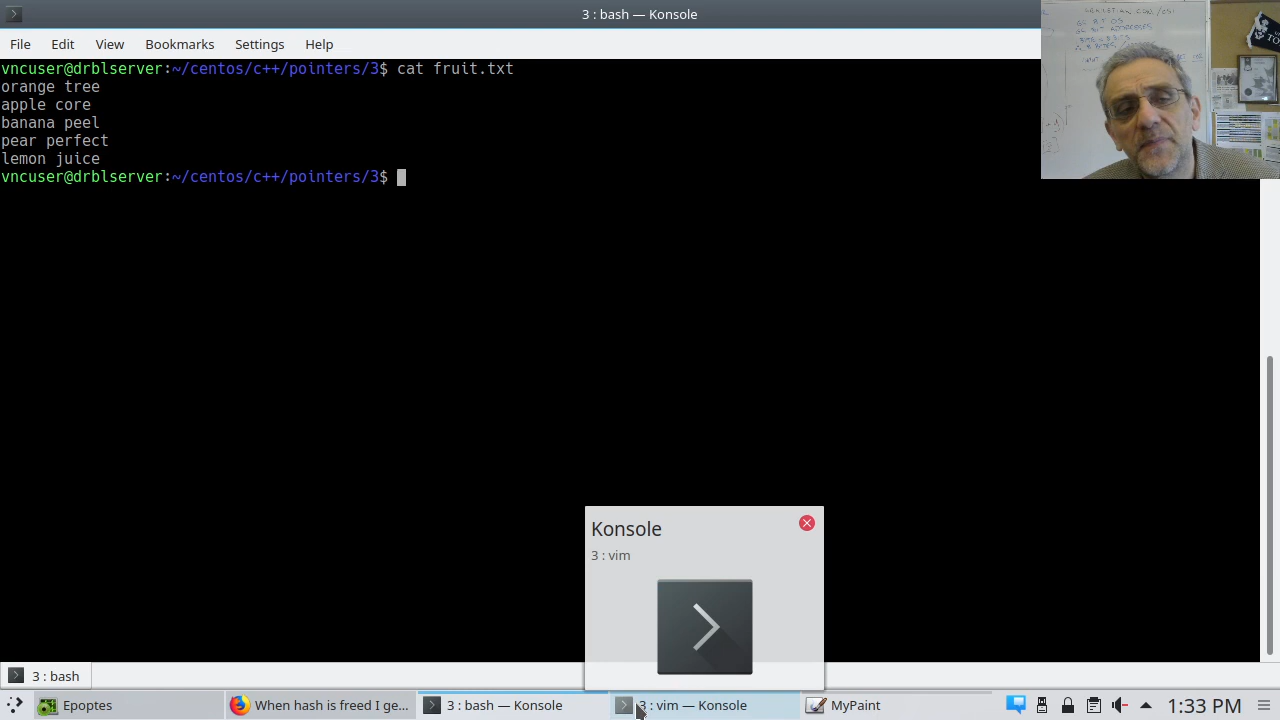 3 : bash — Konsole
File Edit View Bookmarks Settings Help
vncuser@drblserver:~/centos/c++/pointers/3$ cat fruit.txt
orange tree
apple core
banana peel
pear perfect
lemon juice
vncuser@drblserver:~/centos/c++/pointers/3$
Konsole
3 : vim
3 : bash
Epoptes
When hash is freed I ge...
3 : bash — Konsole
3 : vim — Konsole
MyPaint
1:33 PM